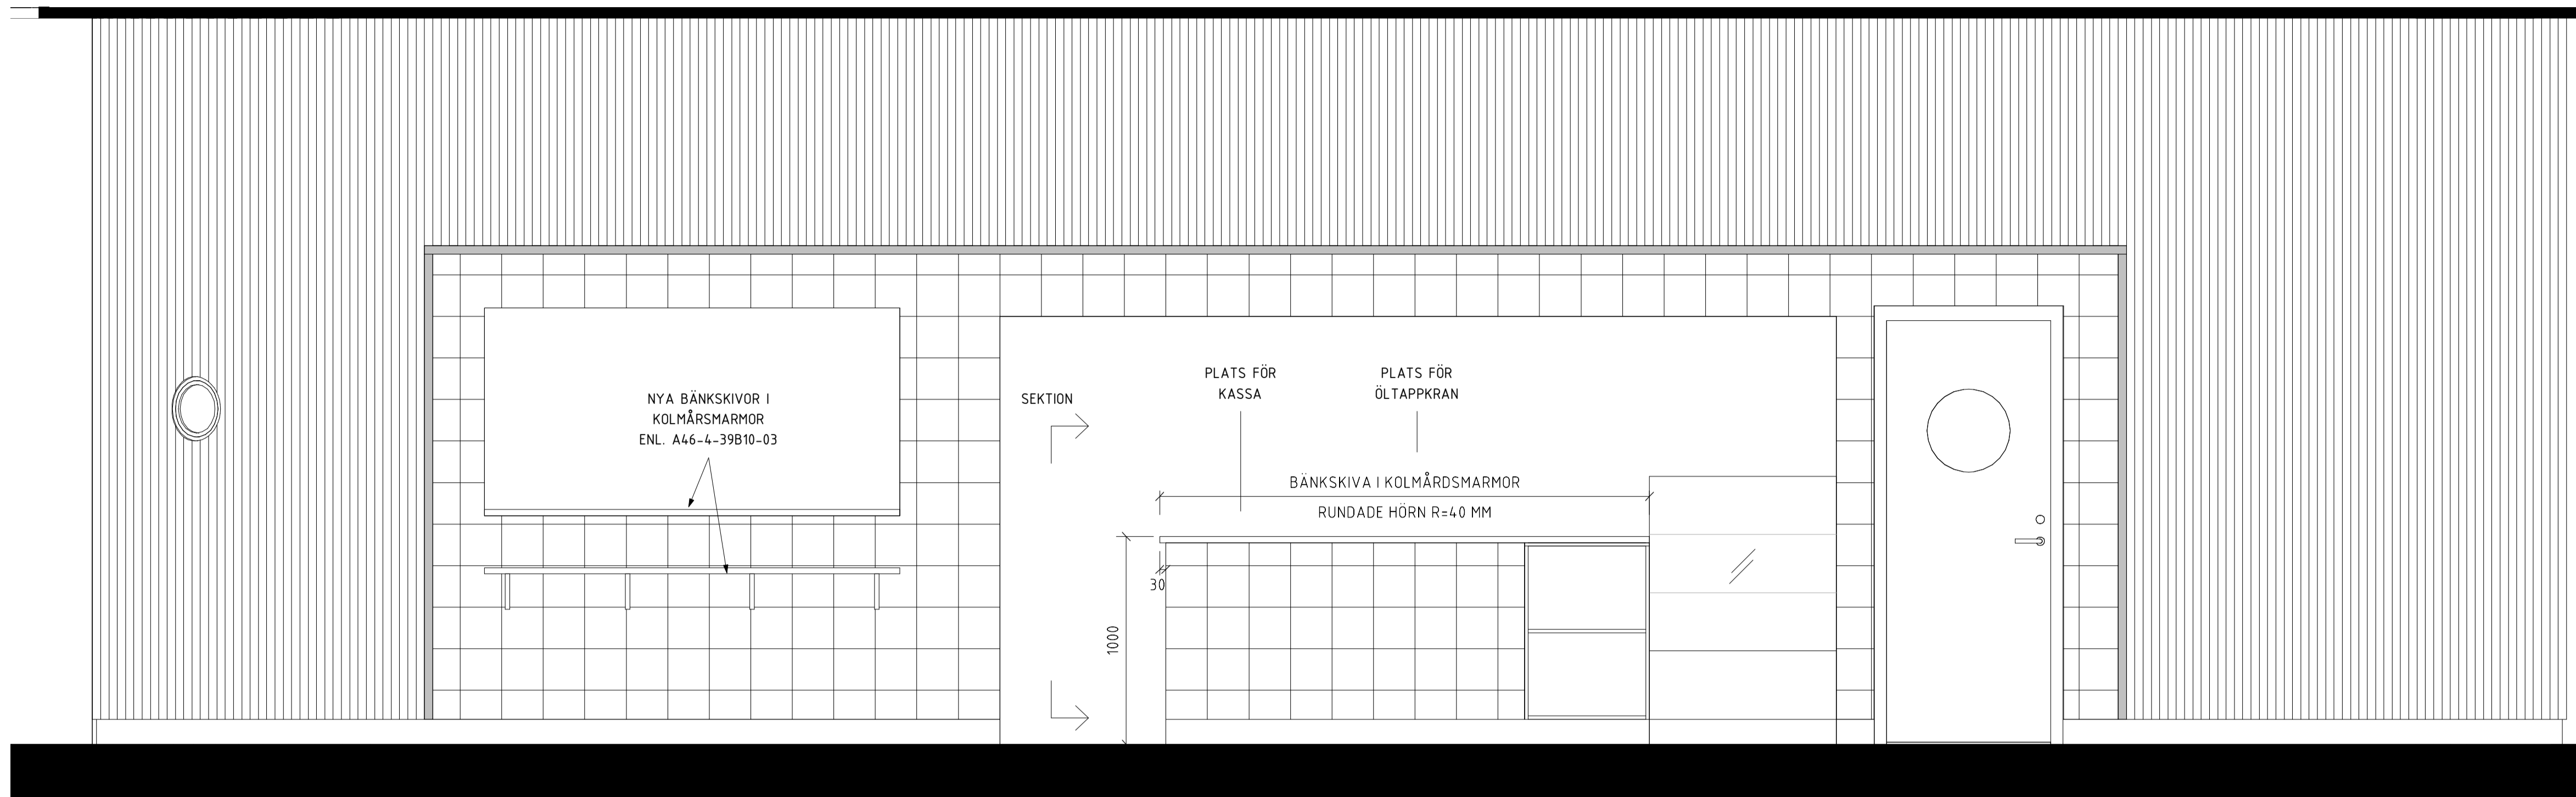 NYA BÄNKSKIVOR I
KOLMÅRSMARMOR
ENL. A46-4-39B10-03
SEKTION
PLATS FÖR
KASSA
PLATS FÖR
ÖLTAPPKRAN
BÄNKSKIVA I KOLMÅRDSMARMOR
RUNDADE HÖRN R=40 MM
30
1000